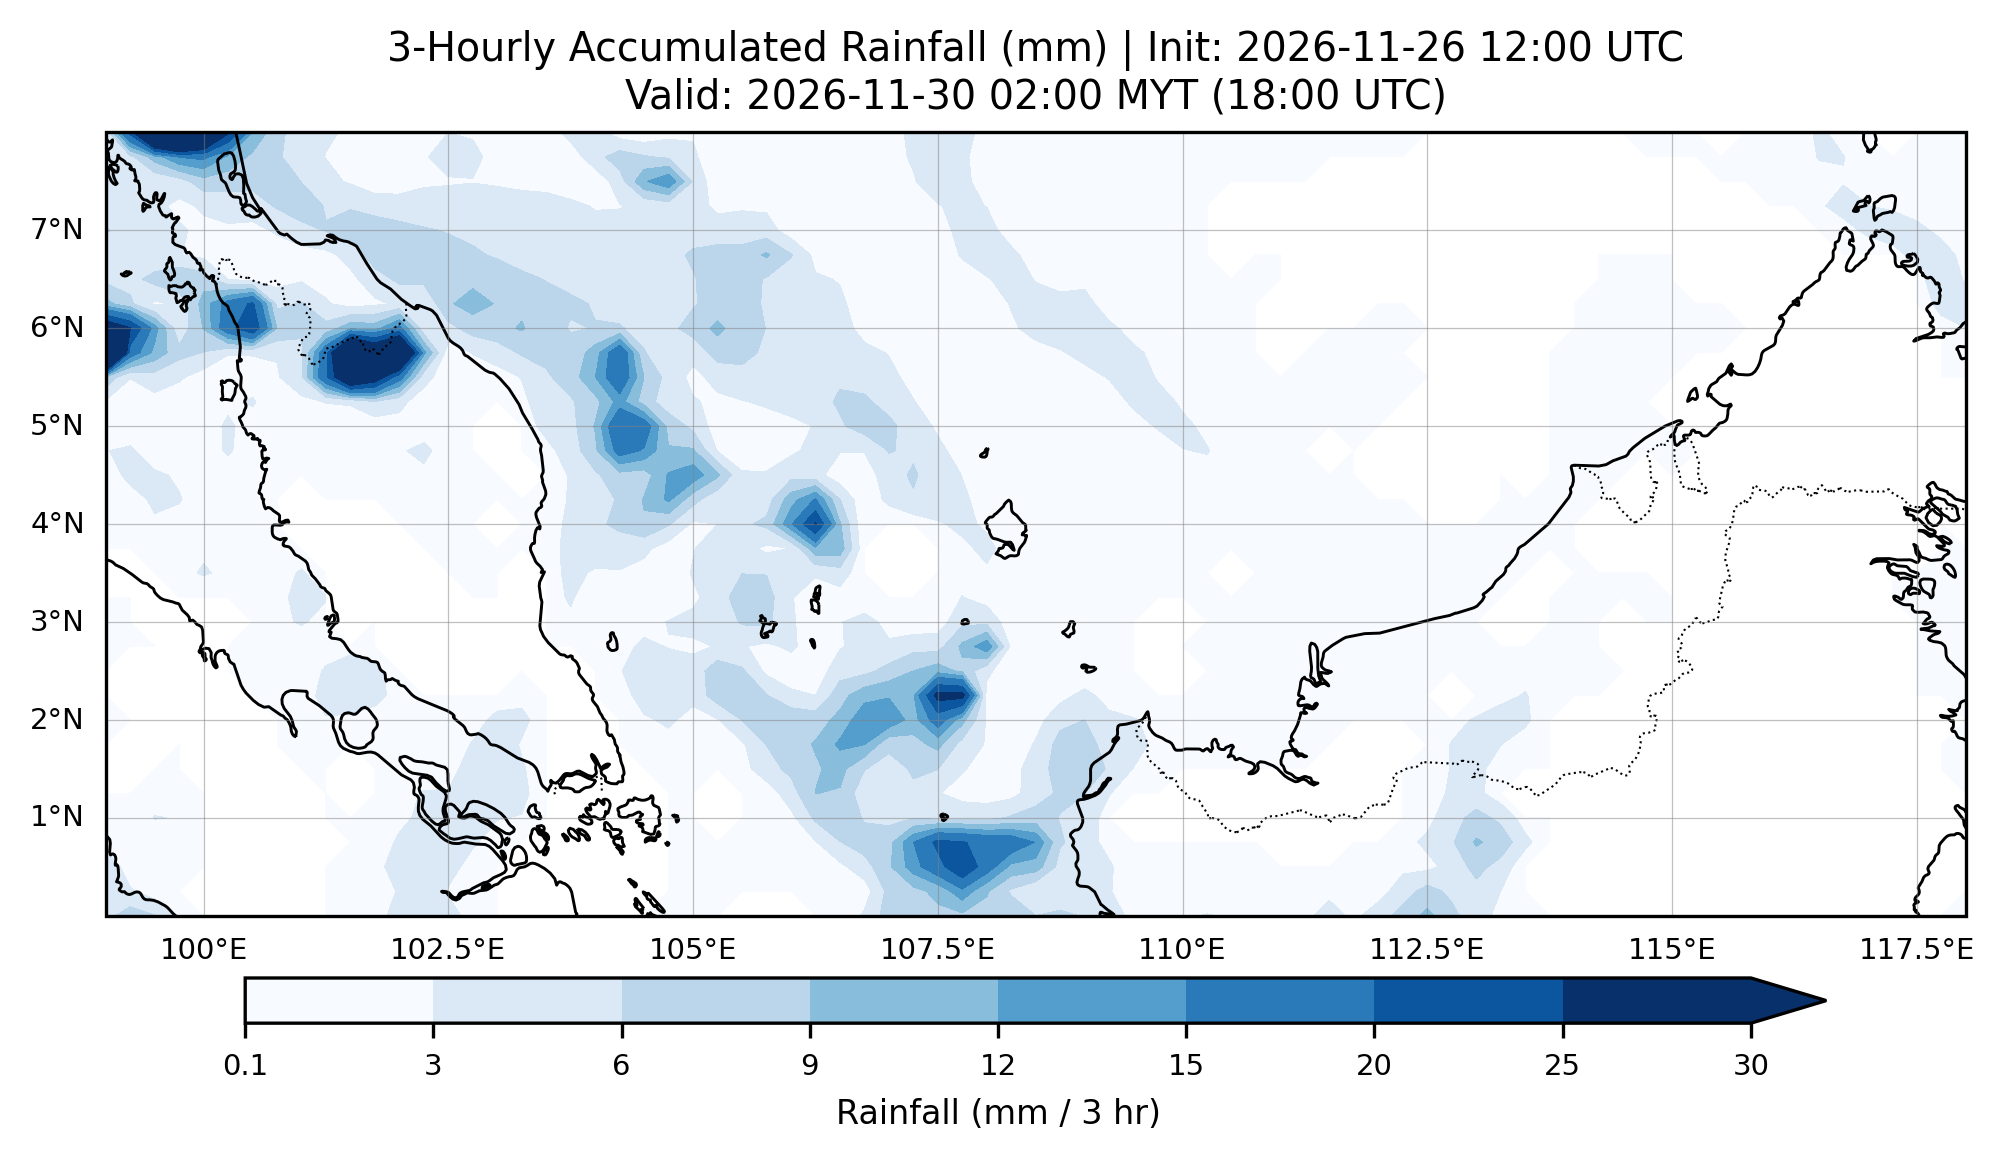 3-Hourly Accumulated Rainfall (mm) | Init: 2026-11-26 12:00 UTC
Valid: 2026-11-30 02:00 MYT (18:00 UTC)
7°N
6°N
5°N
4°N
3°N
2°N
1°N
100°E 102.5°E 105°E 107.5°E 110°E 112.5°E 115°E 117.5°E
0.1 3 6 9 12 15 20 25 30
Rainfall (mm / 3 hr)